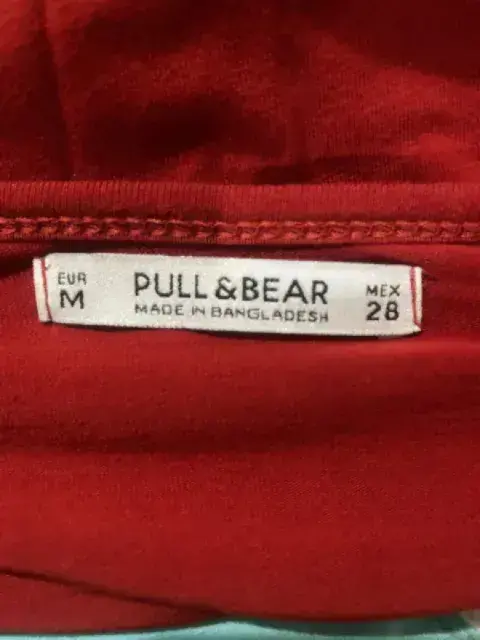 EUR
M
PULL & BEAR
MADE IN BANGLADESH
MEX
28